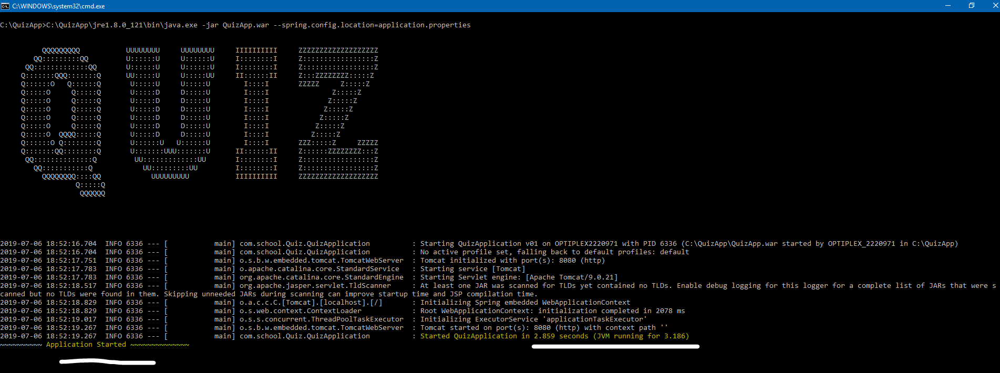 C:\WINDOWS\system32\cmd.exe
C:\QuizApp>C:\QuizApp\jre1.8.0_121\bin\java.exe -jar QuizApp.war --spring.config.location=application.properties
          QQQQQQQQQ           UUUUUUUU     UUUUUUUU     IIIIIIIIII     ZZZZZZZZZZZZZZZZZZZ
        QQ:::::::::QQ         U::::::U     U::::::U     I::::::::I     Z:::::::::::::::::Z
      QQ:::::::::::::QQ       U::::::U     U::::::U     I::::::::I     Z:::::::::::::::::Z
     Q:::::::QQQ:::::::Q      UU:::::U     U:::::UU     II::::::II     Z:::ZZZZZZZZ:::::Z
     Q::::::O   Q::::::Q       U:::::U     U:::::U        I::::I       ZZZZZ     Z:::::Z
     Q:::::O     Q:::::Q       U:::::D     D:::::U        I::::I               Z:::::Z
     Q:::::O     Q:::::Q       U:::::D     D:::::U        I::::I              Z:::::Z
     Q:::::O     Q:::::Q       U:::::D     D:::::U        I::::I             Z:::::Z
     Q:::::O     Q:::::Q       U:::::D     D:::::U        I::::I            Z:::::Z
     Q:::::O     Q:::::Q       U:::::D     D:::::U        I::::I           Z:::::Z
     Q:::::O  QQQQ:::::Q       U:::::D     D:::::U        I::::I          Z:::::Z
     Q::::::O Q::::::::Q       U::::::U   U::::::U        I::::I       ZZZ:::::Z     ZZZZZ
     Q:::::::QQ::::::::Q       U:::::::UUU:::::::U      II::::::II     Z::::::ZZZZZZZZ:::Z
      QQ::::::::::::::Q         UU:::::::::::::UU       I::::::::I     Z:::::::::::::::::Z
        QQ:::::::::::Q            UU:::::::::UU         I::::::::I     Z:::::::::::::::::Z
          QQQQQQQQ::::QQ            UUUUUUUUU           IIIIIIIIII     ZZZZZZZZZZZZZZZZZZZ
                  Q:::::Q
                   QQQQQQ
2019-07-06 18:52:16.704  INFO 6336 --- [           main] com.school.Quiz.QuizApplication          : Starting QuizApplication v01 on OPTIPLEX2220971 with PID 6336 (C:\QuizApp\QuizApp.war started by OPTIPLEX_2220971 in C:\QuizApp)
2019-07-06 18:52:16.704  INFO 6336 --- [           main] com.school.Quiz.QuizApplication          : No active profile set, falling back to default profiles: default
2019-07-06 18:52:17.751  INFO 6336 --- [           main] o.s.b.w.embedded.tomcat.TomcatWebServer  : Tomcat initialized with port(s): 8080 (http)
2019-07-06 18:52:17.783  INFO 6336 --- [           main] o.apache.catalina.core.StandardService   : Starting service [Tomcat]
2019-07-06 18:52:17.783  INFO 6336 --- [           main] org.apache.catalina.core.StandardEngine  : Starting Servlet engine: [Apache Tomcat/9.0.21]
2019-07-06 18:52:18.517  INFO 6336 --- [           main] org.apache.jasper.servlet.TldScanner     : At least one JAR was scanned for TLDs yet contained no TLDs. Enable debug logging for this logger for a complete list of JARs that were s
canned but no TLDs were found in them. Skipping unneeded JARs during scanning can improve startup time and JSP compilation time.
2019-07-06 18:52:18.829  INFO 6336 --- [           main] o.a.c.c.C.[Tomcat].[localhost].[/]       : Initializing Spring embedded WebApplicationContext
2019-07-06 18:52:18.829  INFO 6336 --- [           main] o.s.web.context.ContextLoader            : Root WebApplicationContext: initialization completed in 2078 ms
2019-07-06 18:52:19.017  INFO 6336 --- [           main] o.s.s.concurrent.ThreadPoolTaskExecutor  : Initializing ExecutorService 'applicationTaskExecutor'
2019-07-06 18:52:19.267  INFO 6336 --- [           main] o.s.b.w.embedded.tomcat.TomcatWebServer  : Tomcat started on port(s): 8080 (http) with context path ''
2019-07-06 18:52:19.267  INFO 6336 --- [           main] com.school.Quiz.QuizApplication          : Started QuizApplication in 2.859 seconds (JVM running for 3.186)
~~~~~~~~~~ Application Started ~~~~~~~~~~~~~~